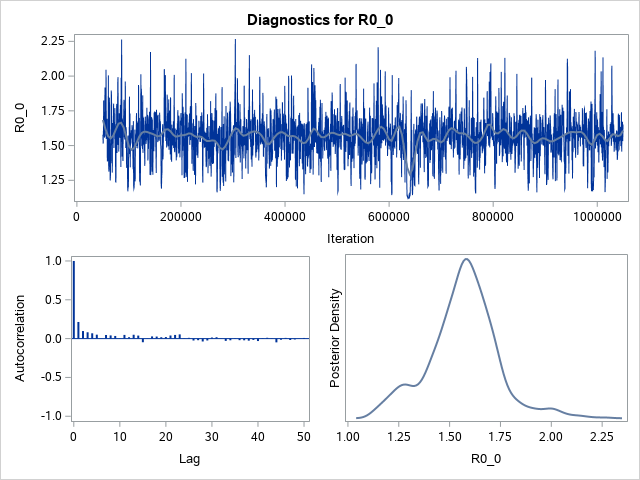 Diagnostics for R0_0
2.25
2.00
1.75
1.50
1.25
R0_0
0 200000 400000 600000 800000 1000000
Iteration
1.0
0.5
0.0
-0.5
-1.0
Autocorrelation
0 10 20 30 40 50
Lag
Posterior Density
1.00 1.25 1.50 1.75 2.00 2.25
R0_0